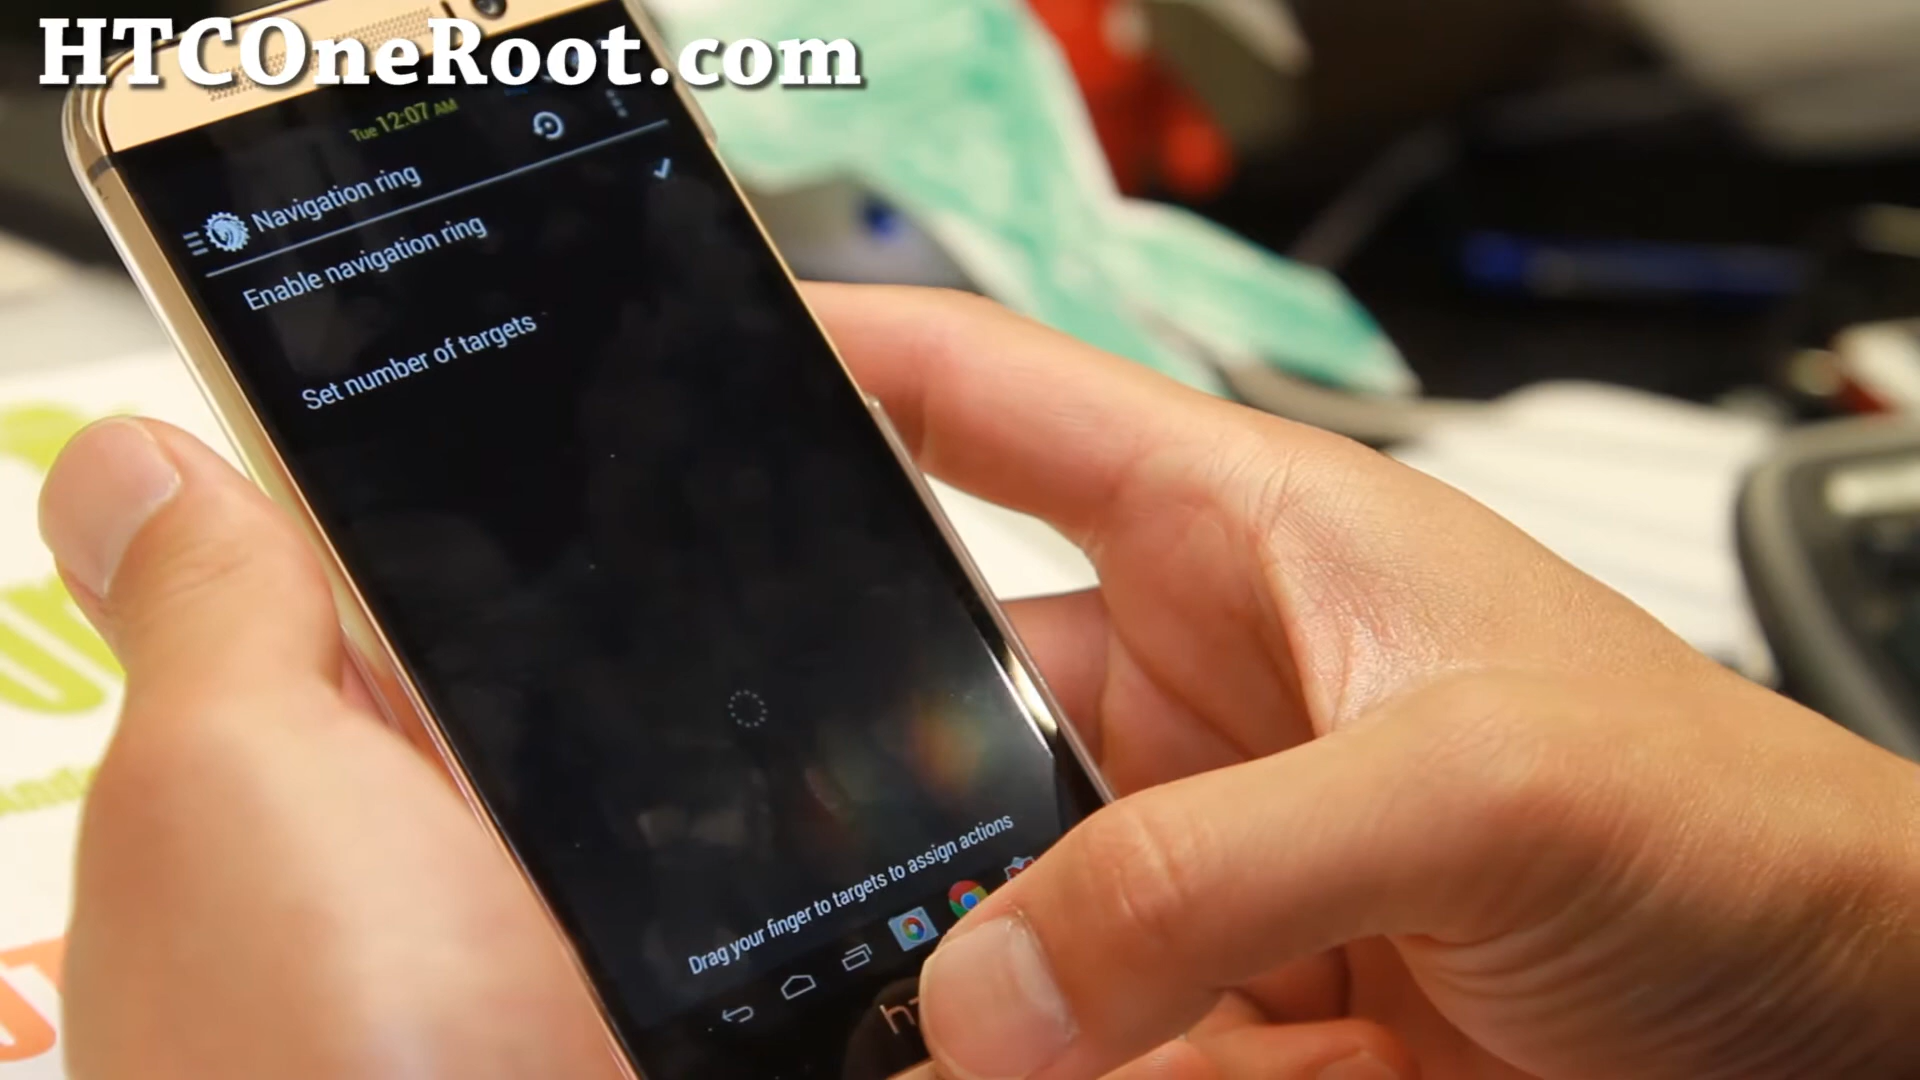 HTCOneRoot.com
Tue 12:07 AM
Navigation ring
Enable navigation ring
Set number of targets
Drag your finger to targets to assign actions